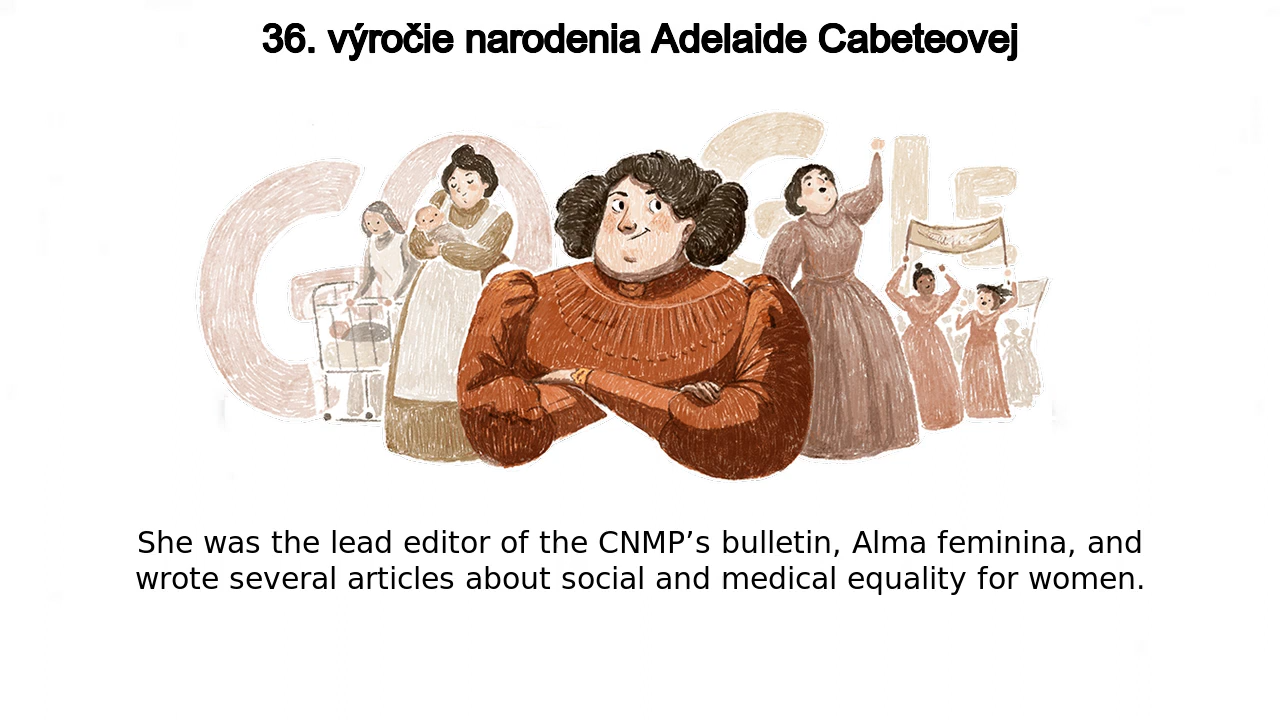 36. výročie narodenia Adelaide Cabeteovej
GOOGLE
She was the lead editor of the CNMP’s bulletin, Alma feminina, and
wrote several articles about social and medical equality for women.